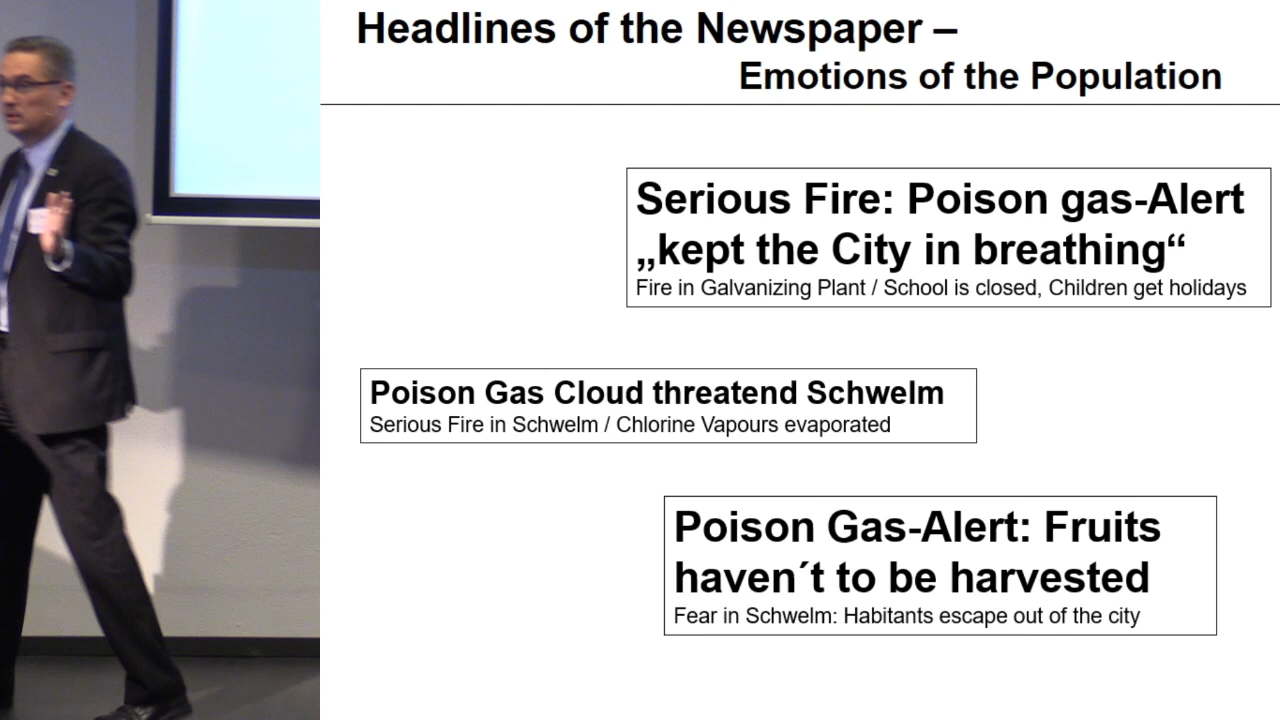 Headlines of the Newspaper –
Emotions of the Population
Serious Fire: Poison gas-Alert
„kept the City in breathing“
Fire in Galvanizing Plant / School is closed, Children get holidays
Poison Gas Cloud threatend Schwelm
Serious Fire in Schwelm / Chlorine Vapours evaporated
Poison Gas-Alert: Fruits
haven´t to be harvested
Fear in Schwelm: Habitants escape out of the city